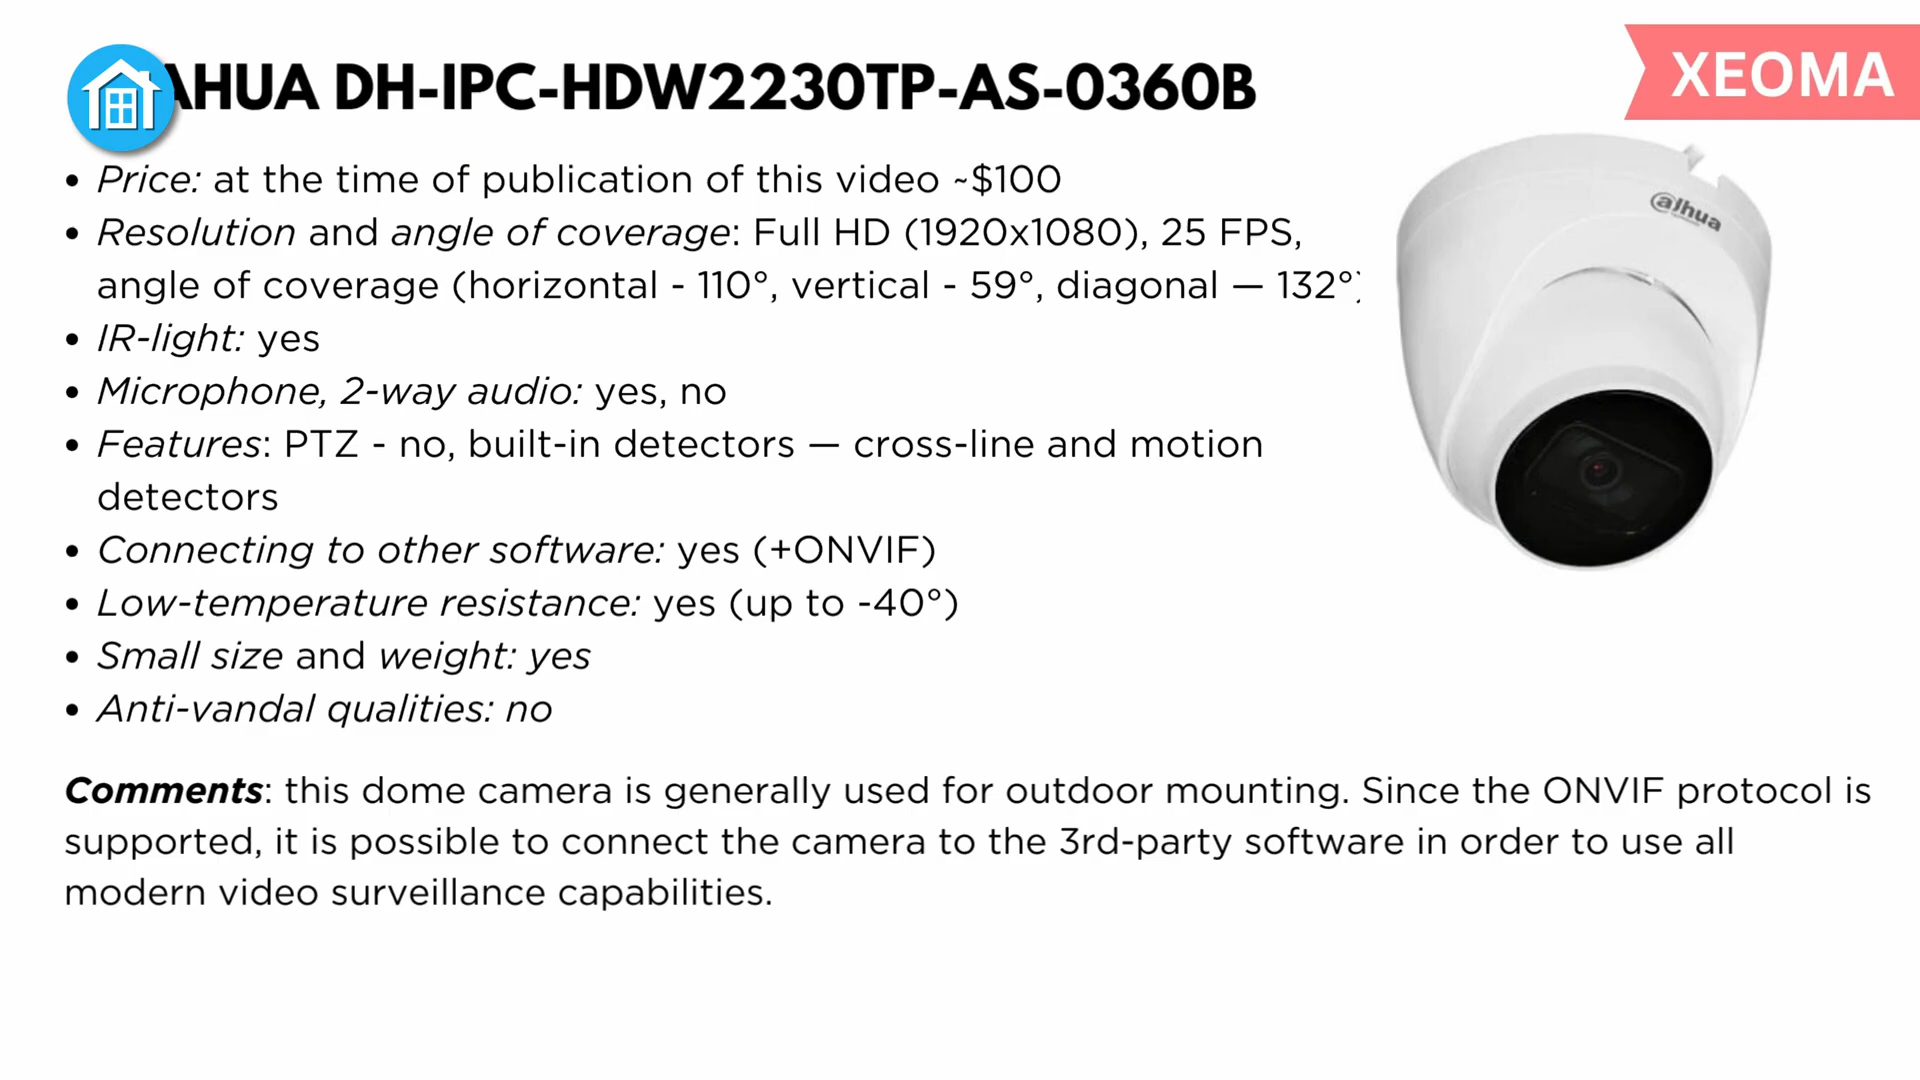 AHUA DH-IPC-HDW2230TP-AS-0360B
XEOMA
• Price: at the time of publication of this video ~$100
• Resolution and angle of coverage: Full HD (1920x1080), 25 FPS,
angle of coverage (horizontal - 110°, vertical - 59°, diagonal — 132°)
• IR-light: yes
• Microphone, 2-way audio: yes, no
• Features: PTZ - no, built-in detectors — cross-line and motion
detectors
• Connecting to other software: yes (+ONVIF)
• Low-temperature resistance: yes (up to -40°)
• Small size and weight: yes
• Anti-vandal qualities: no
alhua
Comments: this dome camera is generally used for outdoor mounting. Since the ONVIF protocol is
supported, it is possible to connect the camera to the 3rd-party software in order to use all
modern video surveillance capabilities.